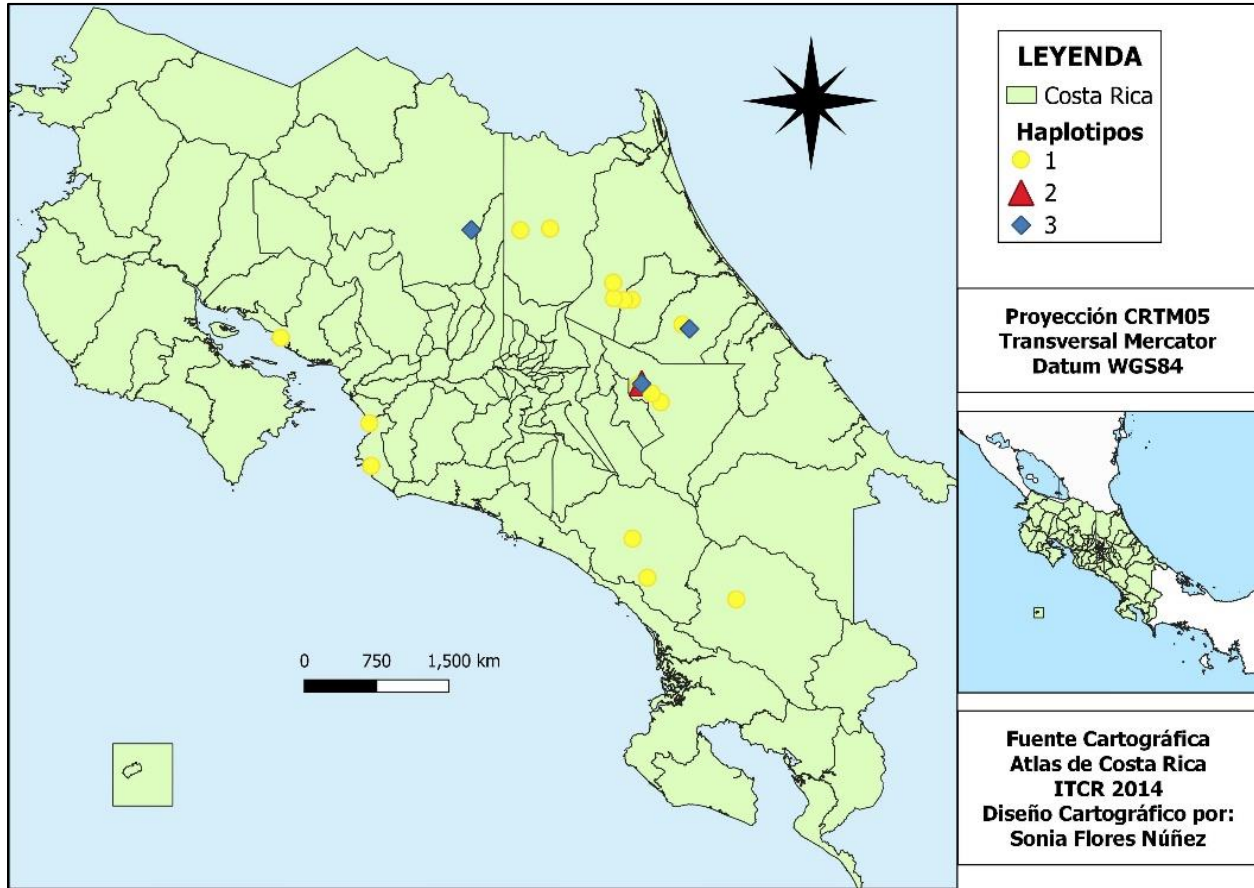 LEYENDA
Costa Rica
Haplotipos
1
2
3
Proyección CRTM05
Transversal Mercator
Datum WGS84
0 750 1,500 km
Fuente Cartográfica
Atlas de Costa Rica
ITCR 2014
Diseño Cartográfico por:
Sonia Flores Núñez